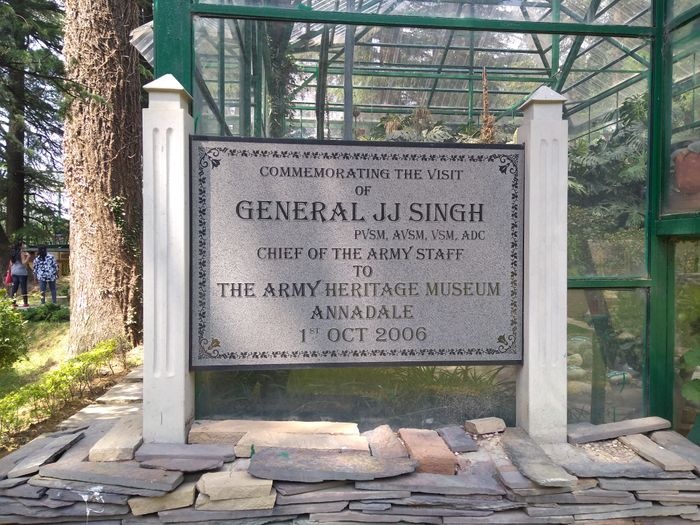 COMMEMORATING THE VISIT
OF
GENERAL JJ SINGH
PVSM, AVSM, VSM, ADC
CHIEF OF THE ARMY STAFF
TO
THE ARMY HERITAGE MUSEUM
ANNADALE
1ST OCT 2006